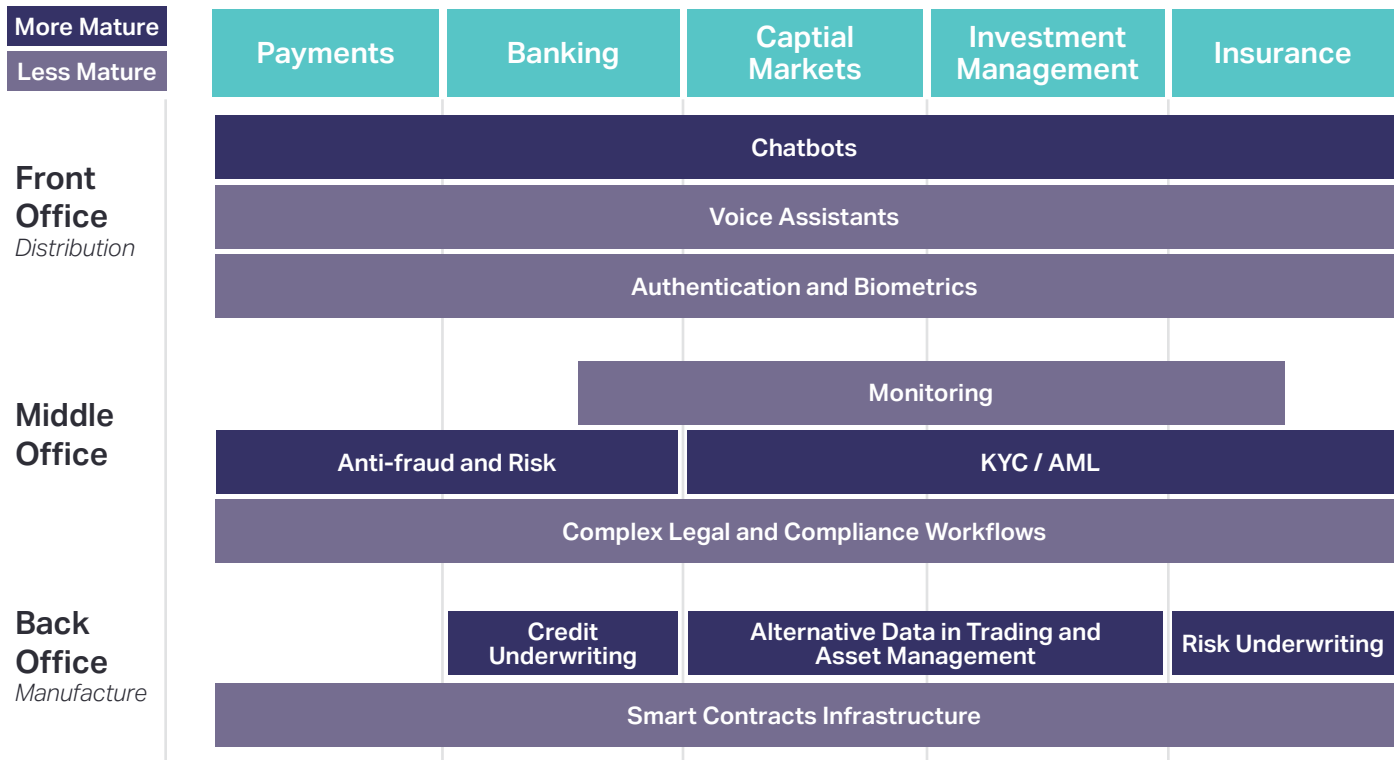 More Mature
Less Mature
Payments
Banking
Captial
Markets
Investment
Management
Insurance
Front
Office
Distribution
Chatbots
Voice Assistants
Authentication and Biometrics
Middle
Office
Monitoring
Anti-fraud and Risk
KYC / AML
Complex Legal and Compliance Workflows
Back
Office
Manufacture
Credit
Underwriting
Alternative Data in Trading and
Asset Management
Risk Underwriting
Smart Contracts Infrastructure